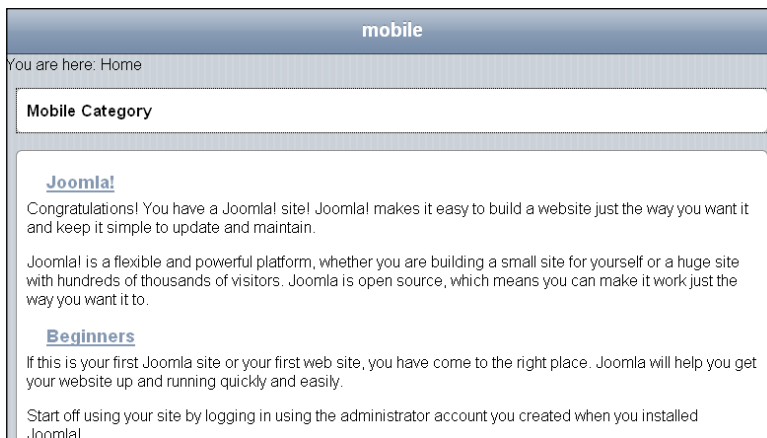 mobile
You are here: Home
Mobile Category
Joomla!
Congratulations! You have a Joomla! site! Joomla! makes it easy to build a website just the way you want it
and keep it simple to update and maintain.
Joomla! is a flexible and powerful platform, whether you are building a small site for yourself or a huge site
with hundreds of thousands of visitors. Joomla is open source, which means you can make it work just the
way you want it to.
Beginners
If this is your first Joomla site or your first web site, you have come to the right place. Joomla will help you get
your website up and running quickly and easily.
Start off using your site by logging in using the administrator account you created when you installed
Joomla!